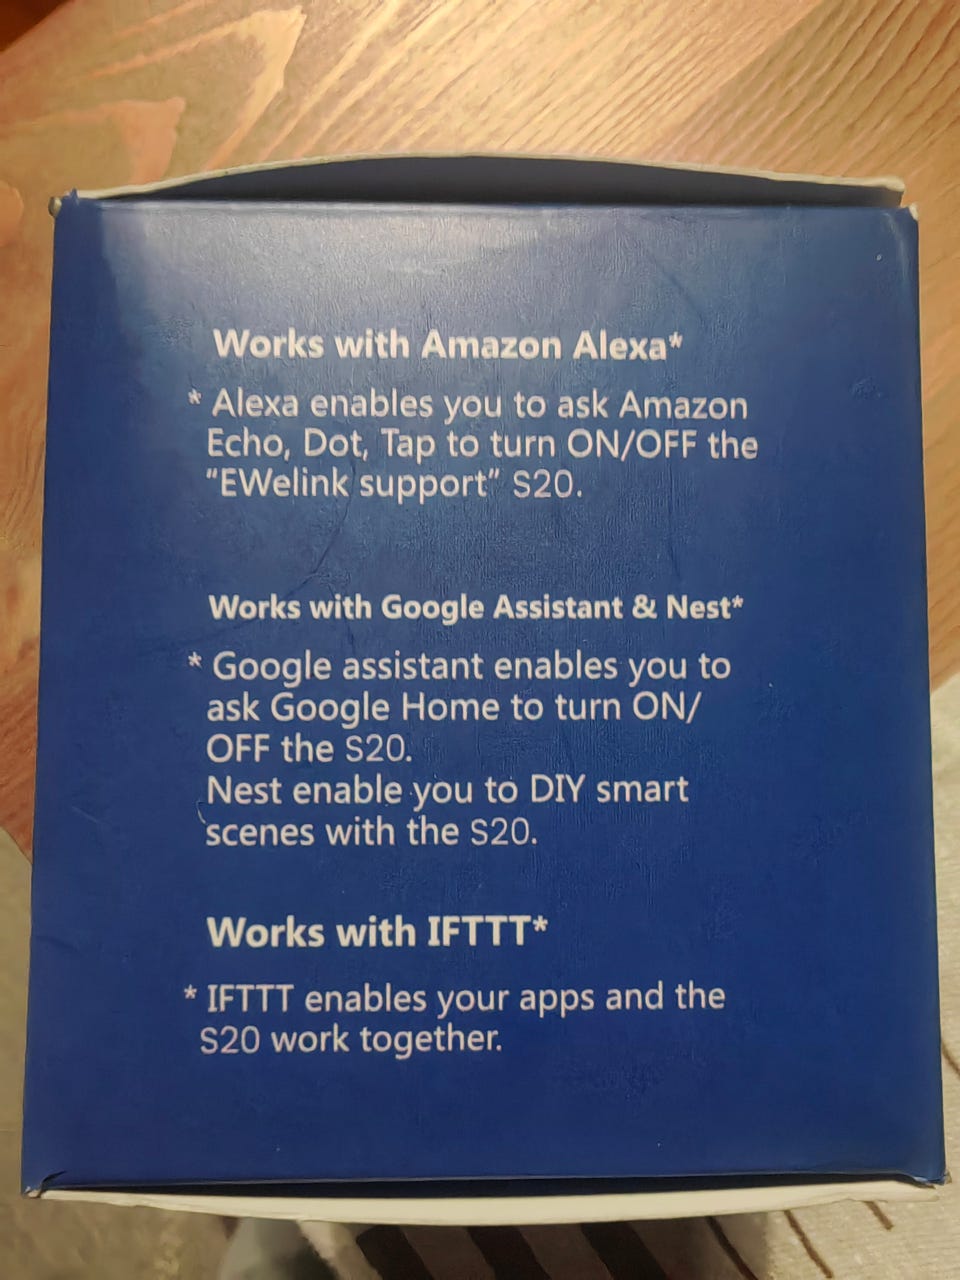 Works with Amazon Alexa*
* Alexa enables you to ask Amazon
Echo, Dot, Tap to turn ON/OFF the
“EWelink support” S20.
Works with Google Assistant & Nest*
* Google assistant enables you to
ask Google Home to turn ON/
OFF the S20.
Nest enable you to DIY smart
scenes with the S20.
Works with IFTTT*
* IFTTT enables your apps and the
S20 work together.